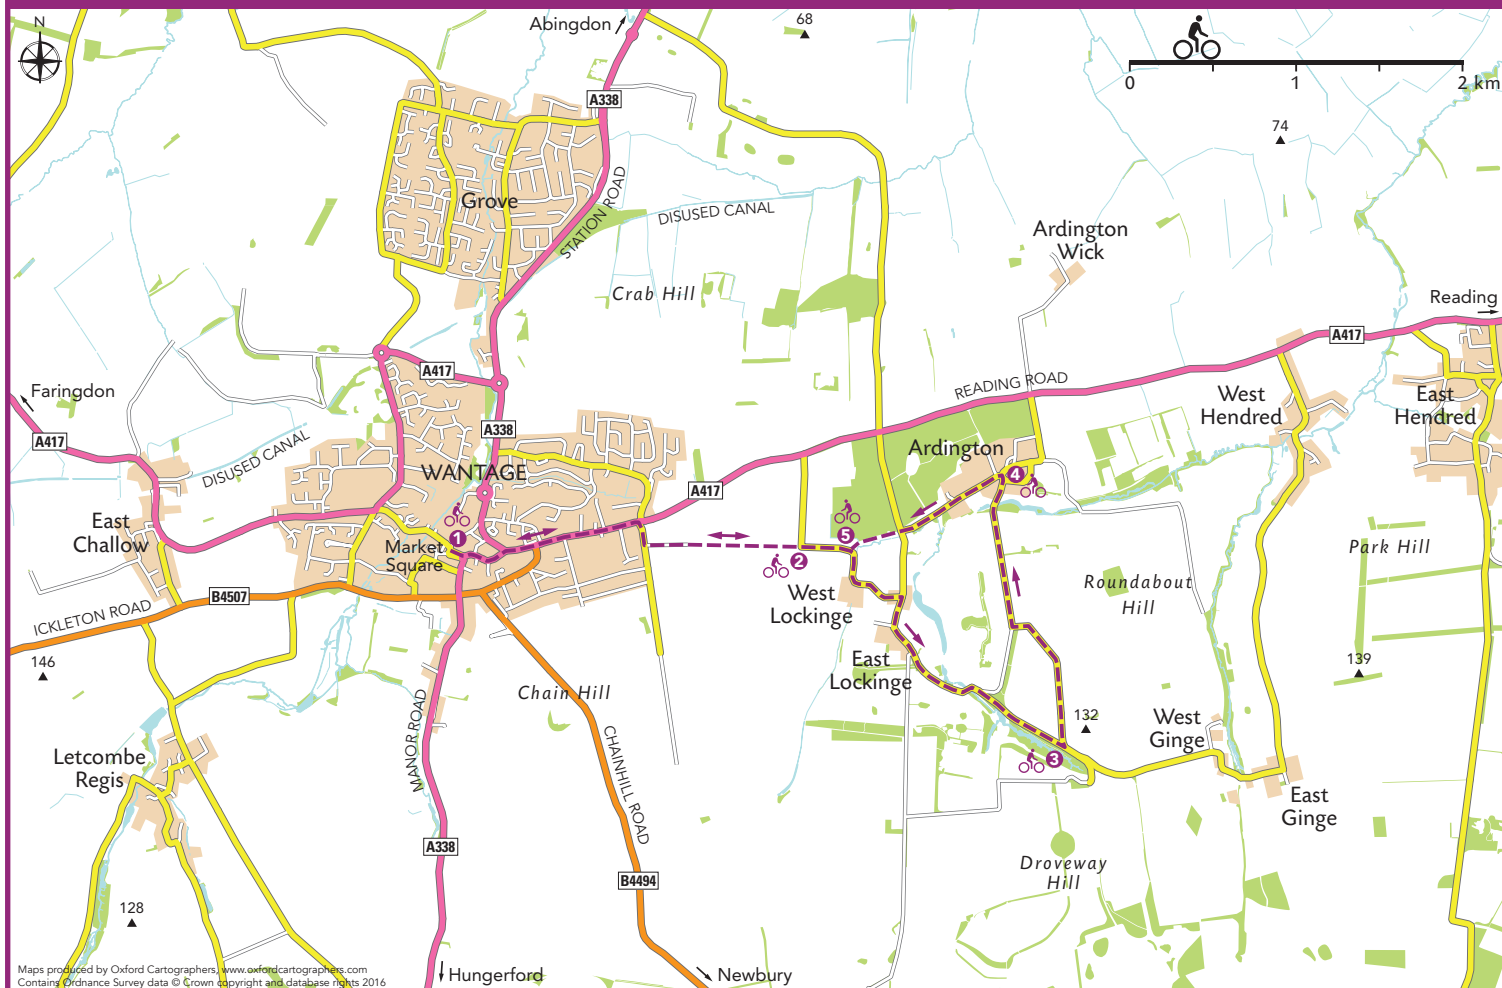 N
Abingdon
68
0
1
2 km
A338
74
Grove
STATION ROAD
DISUSED CANAL
Ardington
Wick
Crab Hill
Reading
A417
A417
READING ROAD
Faringdon
West
Hendred
East
Hendred
A417
DISUSED CANAL
A338
WANTAGE
Ardington
4
A417
East
Challow
1
Market
Square
5
2
Park Hill
West
Lockinge
Roundabout
Hill
B4507
ICKLETON ROAD
146
East
Lockinge
139
Chain Hill
MANOR ROAD
132
West
Ginge
Letcombe
Regis
CHAINHILL ROAD
3
East
Ginge
A338
Droveway
Hill
B4494
128
Hungerford
Newbury
Maps produced by Oxford Cartographers, www.oxfordcartographers.com
Contains Ordnance Survey data © Crown copyright and database rights 2016